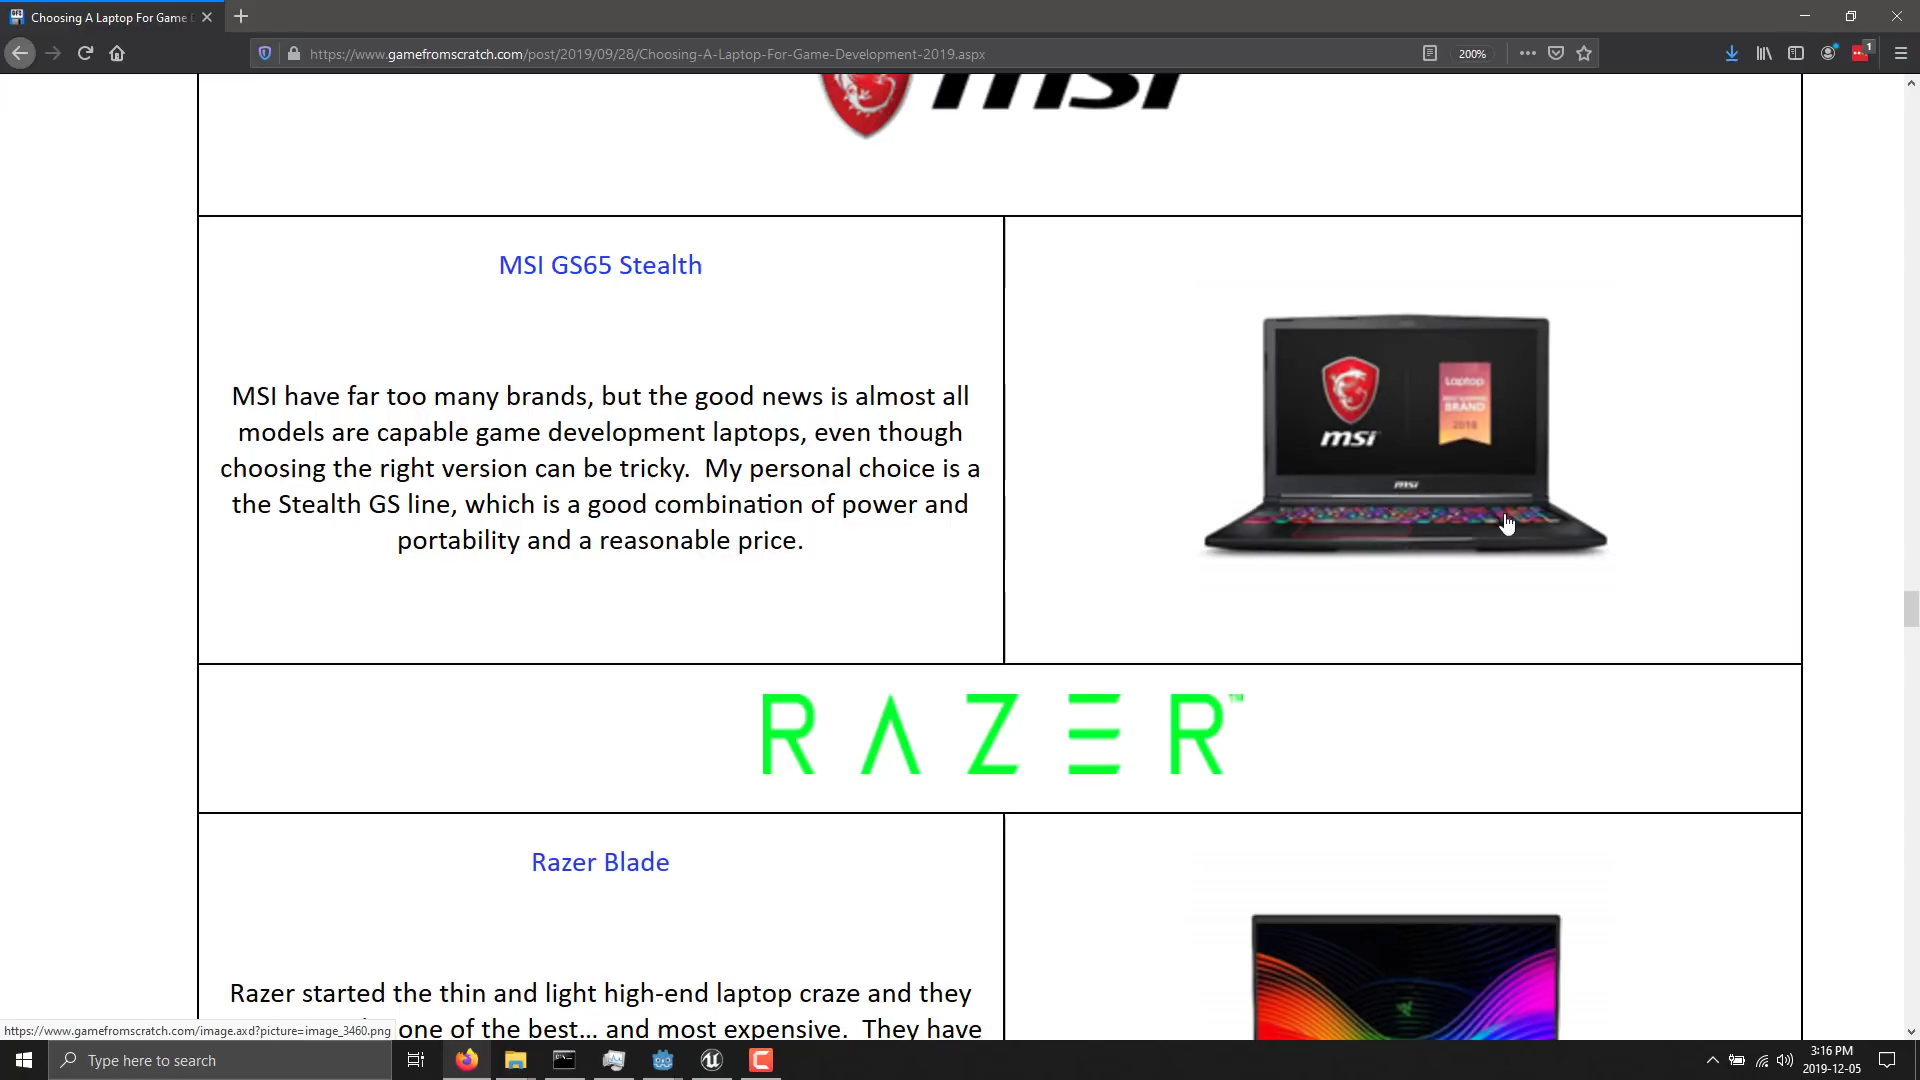 Choosing A Laptop For Game D
https://www.gamefromscratch.com/post/2019/09/28/Choosing-A-Laptop-For-Game-Development-2019.aspx
200%
1
msi
MSI GS65 Stealth
MSI have far too many brands, but the good news is almost all
models are capable game development laptops, even though
choosing the right version can be tricky.  My personal choice is a
the Stealth GS line, which is a good combination of power and
portability and a reasonable price.
msi
Laptop
BEST GAMING
BRAND
2018
msi
RAZER™
Razer Blade
Razer started the thin and light high-end laptop craze and they
one of the best... and most expensive.  They have
https://www.gamefromscratch.com/image.axd?picture=image_3460.png
Type here to search
3:16 PM
2019-12-05